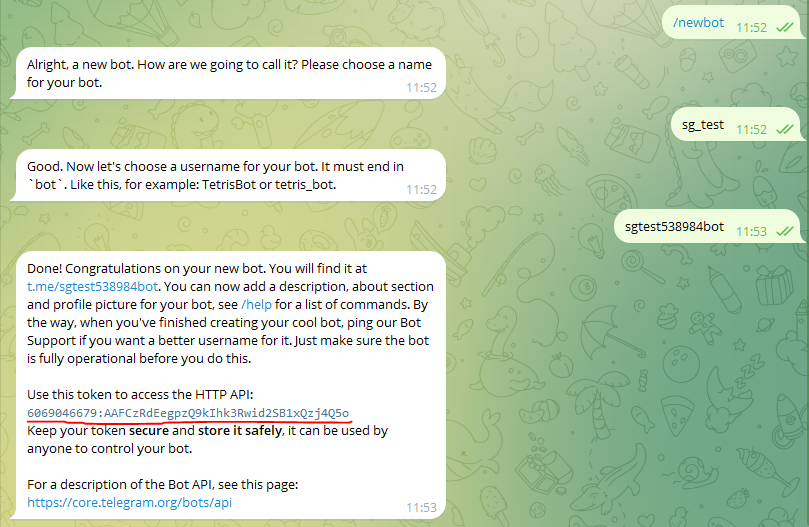 /newbot 11:52
Alright, a new bot. How are we going to call it? Please choose a name
for your bot.
11:52
sg_test 11:52
Good. Now let's choose a username for your bot. It must end in
`bot`. Like this, for example: TetrisBot or tetris_bot.
11:52
sgtest538984bot 11:53
Done! Congratulations on your new bot. You will find it at
t.me/sgtest538984bot. You can now add a description, about section
and profile picture for your bot, see /help for a list of commands. By
the way, when you've finished creating your cool bot, ping our Bot
Support if you want a better username for it. Just make sure the bot
is fully operational before you do this.
Use this token to access the HTTP API:
6069046679:AAFCzRdEegpzQ9kIhk3Rwid2SB1xQzj4Q5o
Keep your token secure and store it safely, it can be used by
anyone to control your bot.
For a description of the Bot API, see this page:
https://core.telegram.org/bots/api
11:53